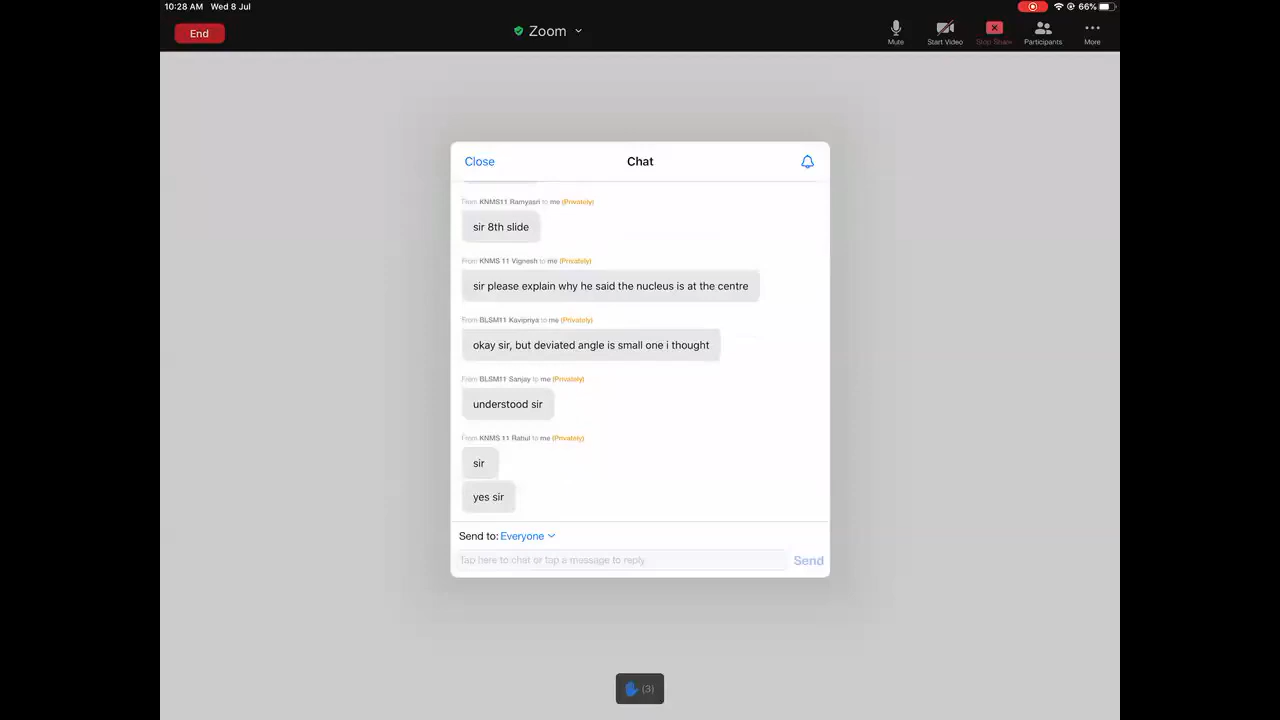 10:28 AM Wed 8 Jul
66%
End
Zoom
Mute
Start Video
Stop Share
Participants
More
Close
Chat
From KNMS11 Ramyasri to me (Privately)
sir 8th slide
From KNMS 11 Vignesh to me (Privately)
sir please explain why he said the nucleus is at the centre
From BLSM11 Kavipriya to me (Privately)
okay sir, but deviated angle is small one i thought
From BLSM11 Sanjay to me (Privately)
understood sir
From KNMS 11 Rahul to me (Privately)
sir
yes sir
Send to: Everyone
Tap here to chat or tap a message to reply
Send
(3)